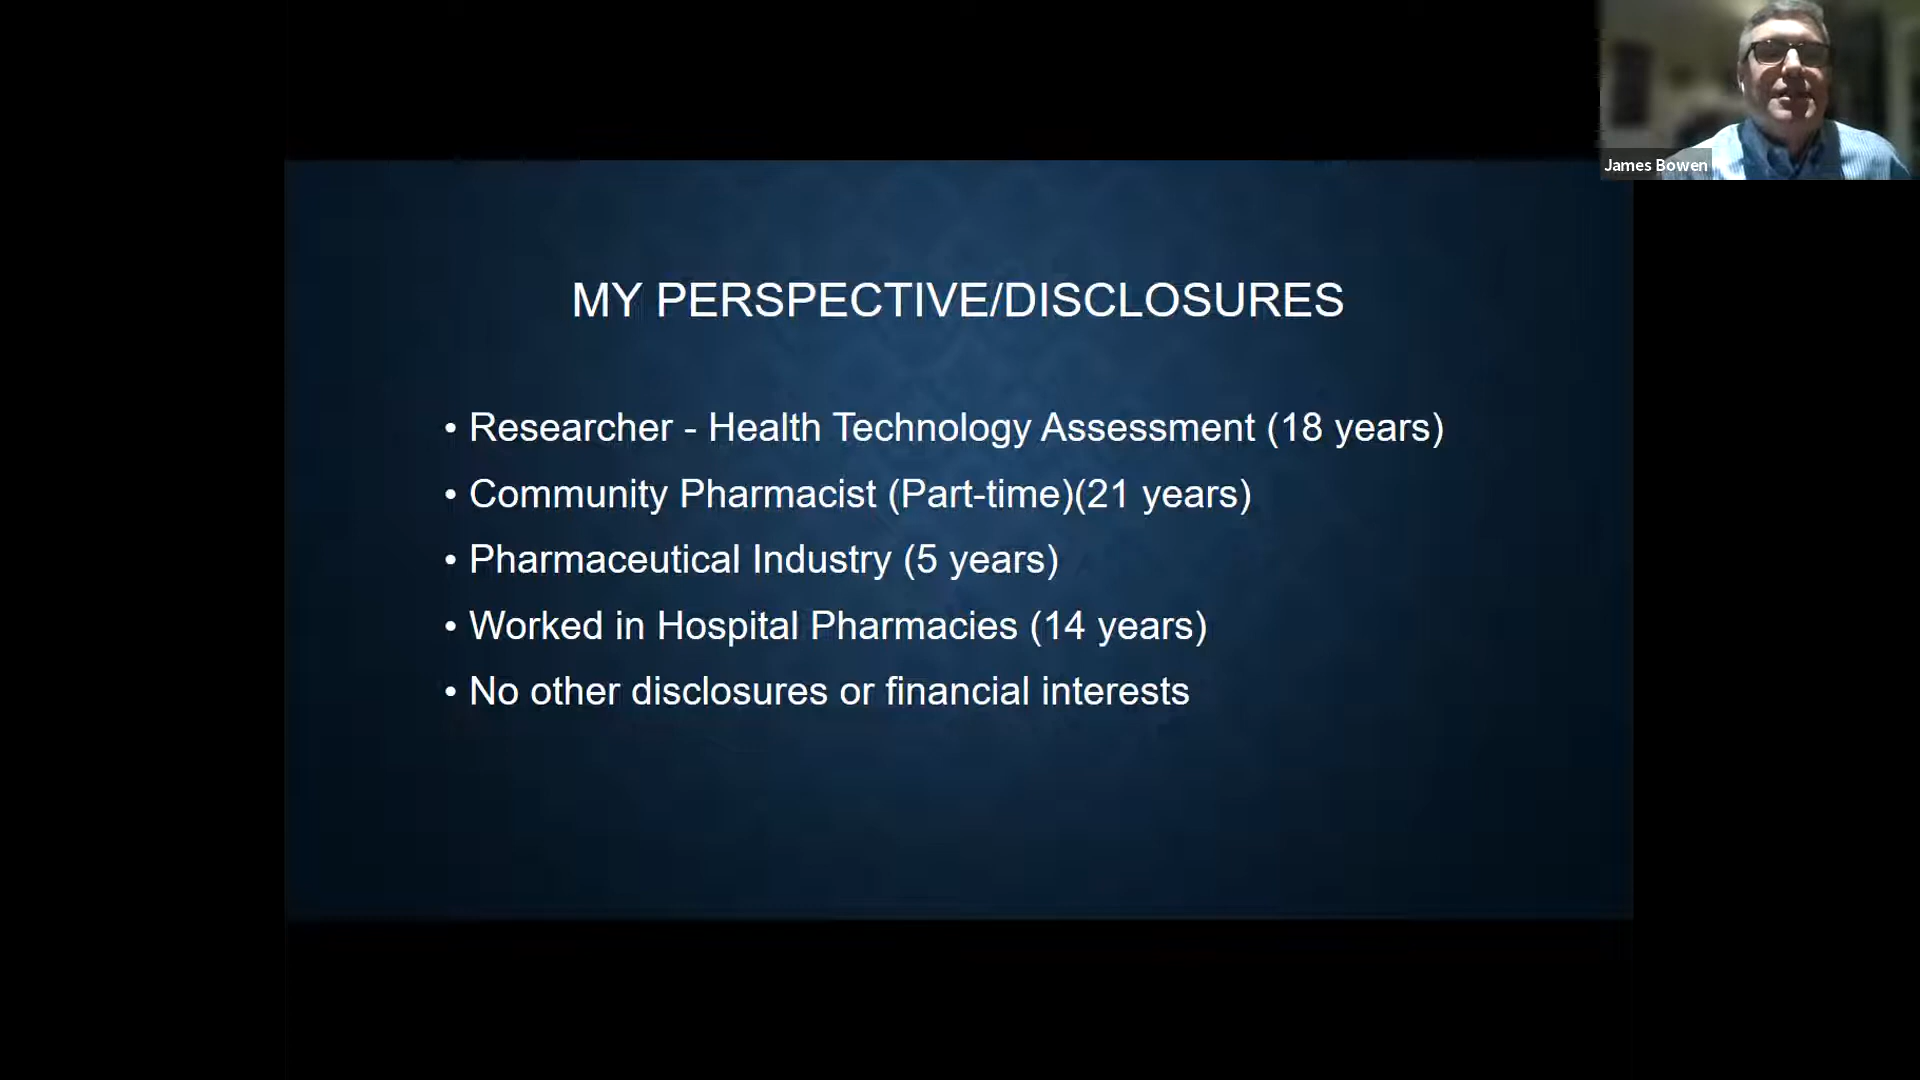 James Bowen
MY PERSPECTIVE/DISCLOSURES
• Researcher - Health Technology Assessment (18 years)
• Community Pharmacist (Part-time)(21 years)
• Pharmaceutical Industry (5 years)
• Worked in Hospital Pharmacies (14 years)
• No other disclosures or financial interests